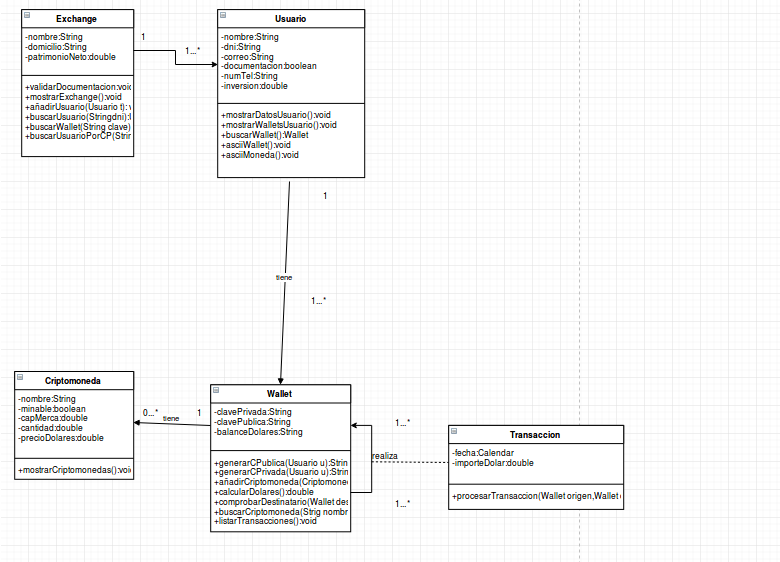 Exchange
-nombre:String
-domicilio:String
-patrimonioNeto:double
+validarDocumentacion:voic
+mostrarExchange():void
+añadirUsuario(Usuario t): v
+buscarUsuario(Stringdni):l
+buscarWallet(String clave)
+buscarUsuarioPorCP(Strir
1
1...*
Usuario
-nombre:String
-dni:String
-correo:String
-documentacion:boolean
-numTel:String
-inversion:double
+mostrarDatosUsuario():void
+mostrarWalletsUsuario():void
+buscarWallet():Wallet
+asciiWallet():void
+asciiMoneda():void
1
tiene
1...*
Criptomoneda
-nombre:String
-minable:boolean
-capMerca:double
-cantidad:double
-precioDolares:double
+mostrarCriptomonedas():voi
0...*
tiene
1
Wallet
-clavePrivada:String
-clavePublica:String
-balanceDolares:String
+generarCPublica(Usuario u):Strin
+generarCPrivada(Usuario u):Strin
+añadirCriptomoneda(Criptomone
+calcularDolares():double
+comprobarDestinatario(Wallet des
+buscarCriptomoneda(Strig nombr
+listarTransacciones():void
1...*
realiza
1...*
Transaccion
-fecha:Calendar
-importeDolar:double
+procesarTransaccion(Wallet origen,Wallet